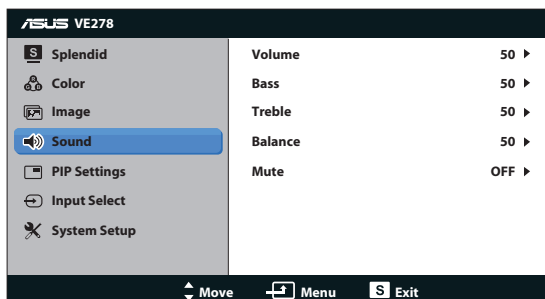 ASUS VE278
S Splendid
Color
Image
Sound
PIP Settings
Input Select
System Setup
Volume 50
Bass 50
Treble 50
Balance 50
Mute OFF
Move Menu S Exit